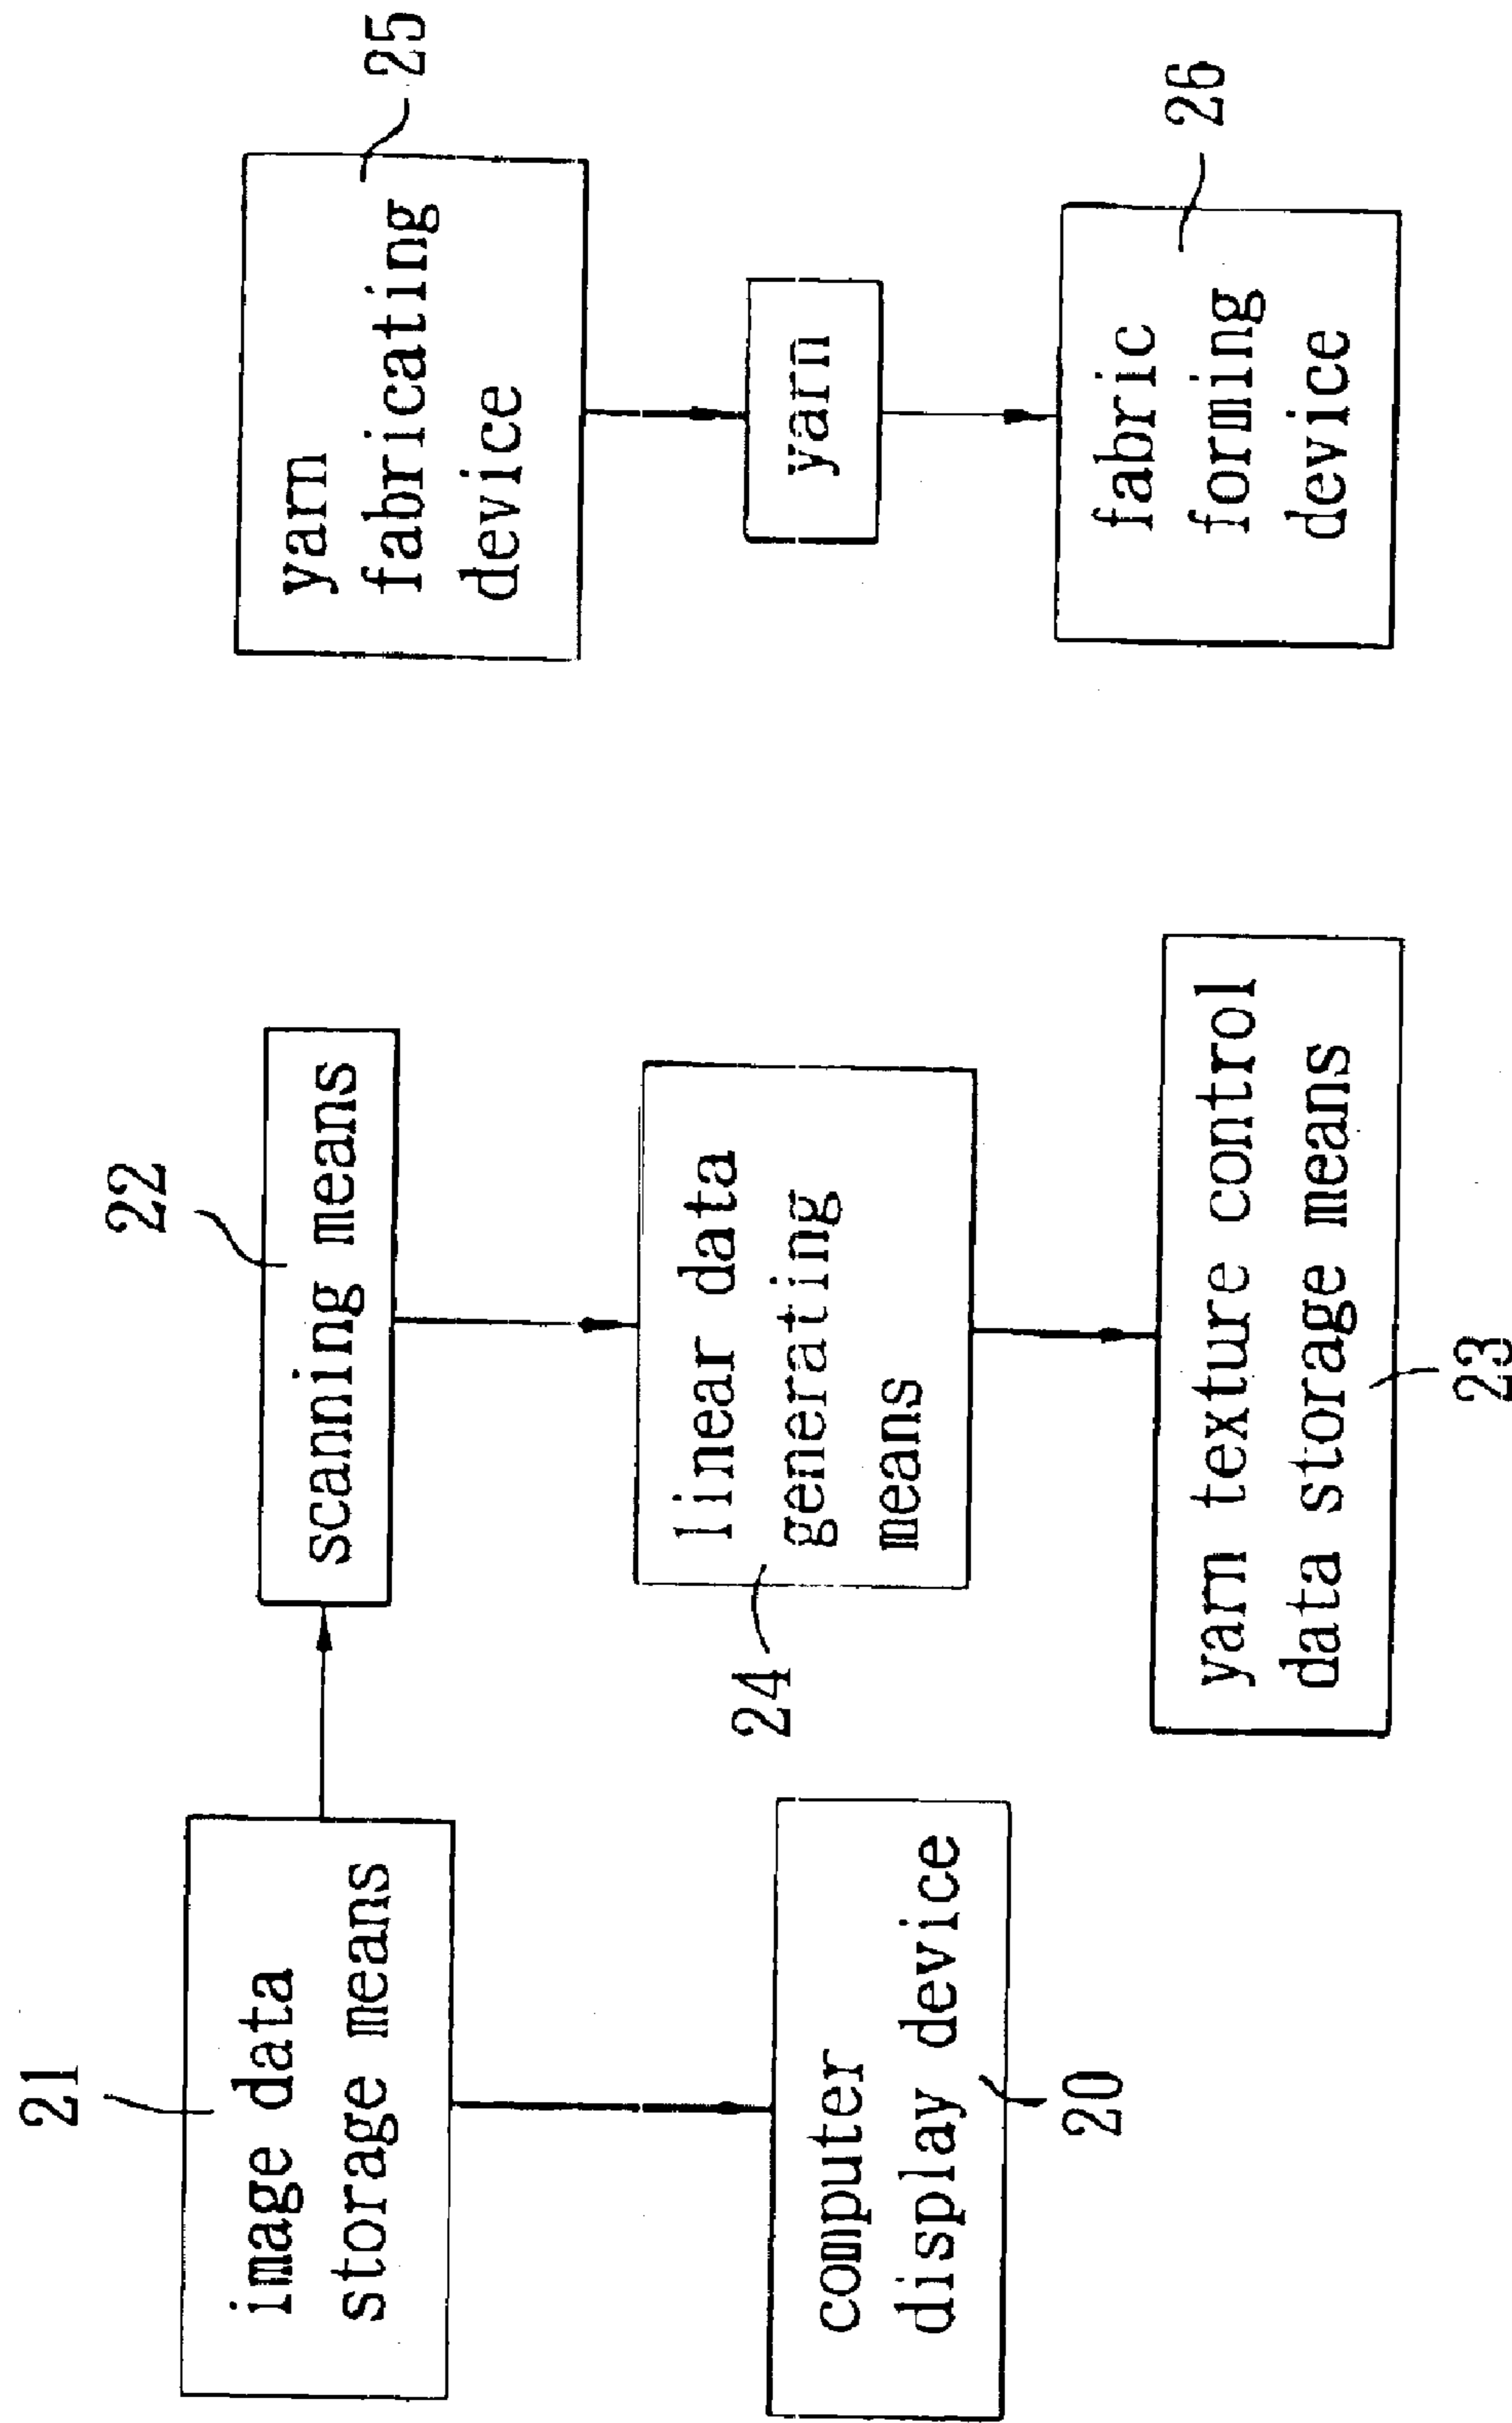 21
image data
storage means
computer
display device
20
22
scanning means
linear data
generating
means
24
yarn texture control
data storage means
23
25
yarn
fabricating
device
yarn
26
fabric
forming
device